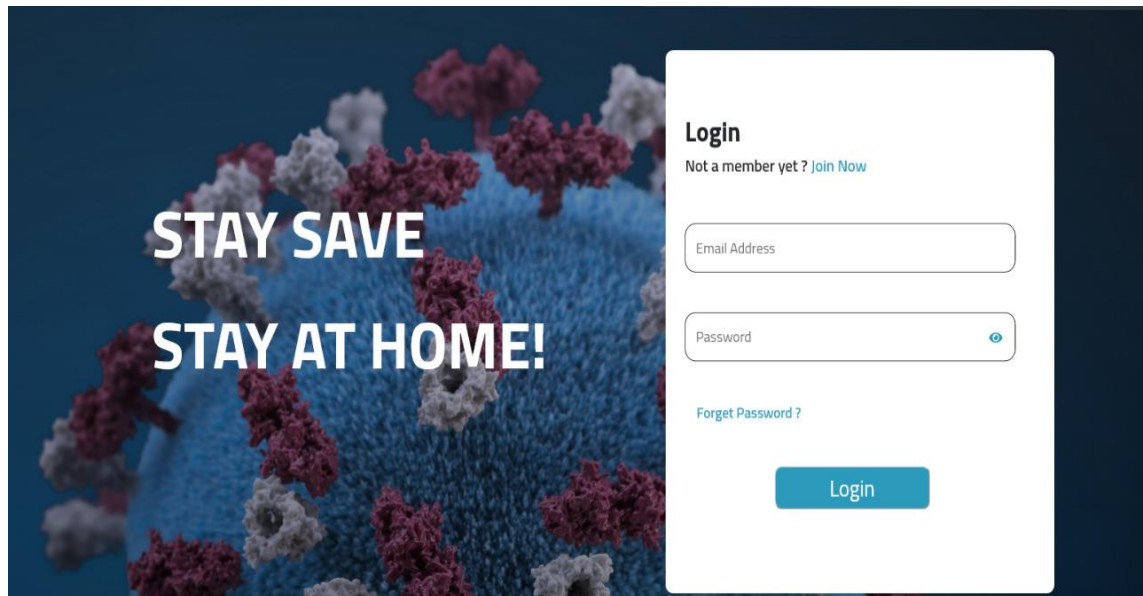 STAY SAVE
STAY AT HOME!
Login
Not a member yet ? Join Now
Email Address
Password
Forget Password ?
Login